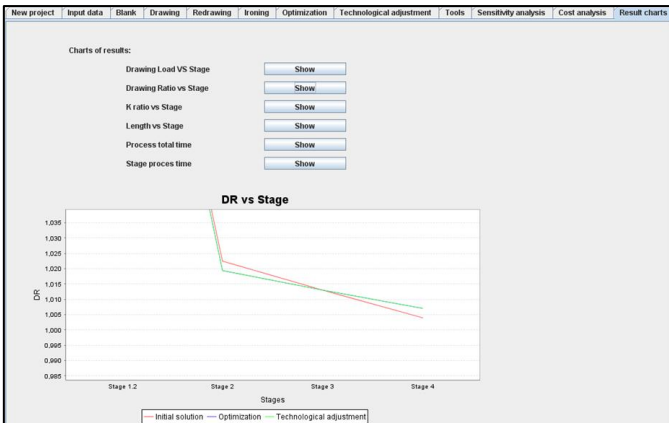 New project Input data Blank Drawing Redrawing Ironing Optimization Technological adjustment Tools Sensitivity analysis Cost analysis Result charts
Charts of results:
Drawing Load VS Stage Show
Drawing Ratio vs Stage Show
K ratio vs Stage Show
Length vs Stage Show
Process total time Show
Stage proces time Show
DR vs Stage
1,035
1,030
1,025
1,020
1,015
1,010
1,005
1,000
0,995
0,990
0,985
DR
Stage 1.2 Stage 2 Stage 3 Stage 4
Stages
Initial solution Optimization Technological adjustment